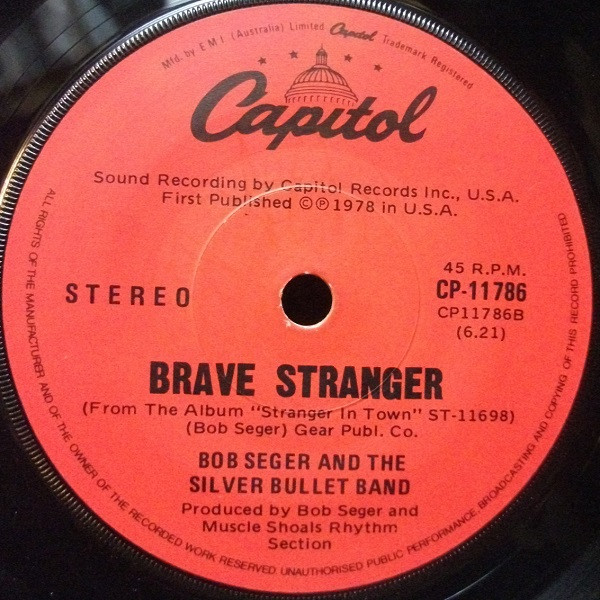 Mfd. by E M I (Australia) Limited Capitol Trademark Registered
Capitol
Sound Recording by Capitol Records Inc., U.S.A.
First Published ©℗1978 in U.S.A.
STEREO
45 R.P.M.
CP-11786
CP11786B
(6.21)
BRAVE STRANGER
(From The Album "Stranger In Town" ST-11698)
(Bob Seger) Gear Publ. Co.
BOB SEGER AND THE
SILVER BULLET BAND
Produced by Bob Seger and
Muscle Shoals Rhythm
Section
ALL RIGHTS OF THE MANUFACTURER AND OF THE OWNER OF THE RECORDED WORK RESERVED. UNAUTHORISED PUBLIC PERFORMANCE, BROADCASTING AND COPYING OF THIS RECORD PROHIBITED